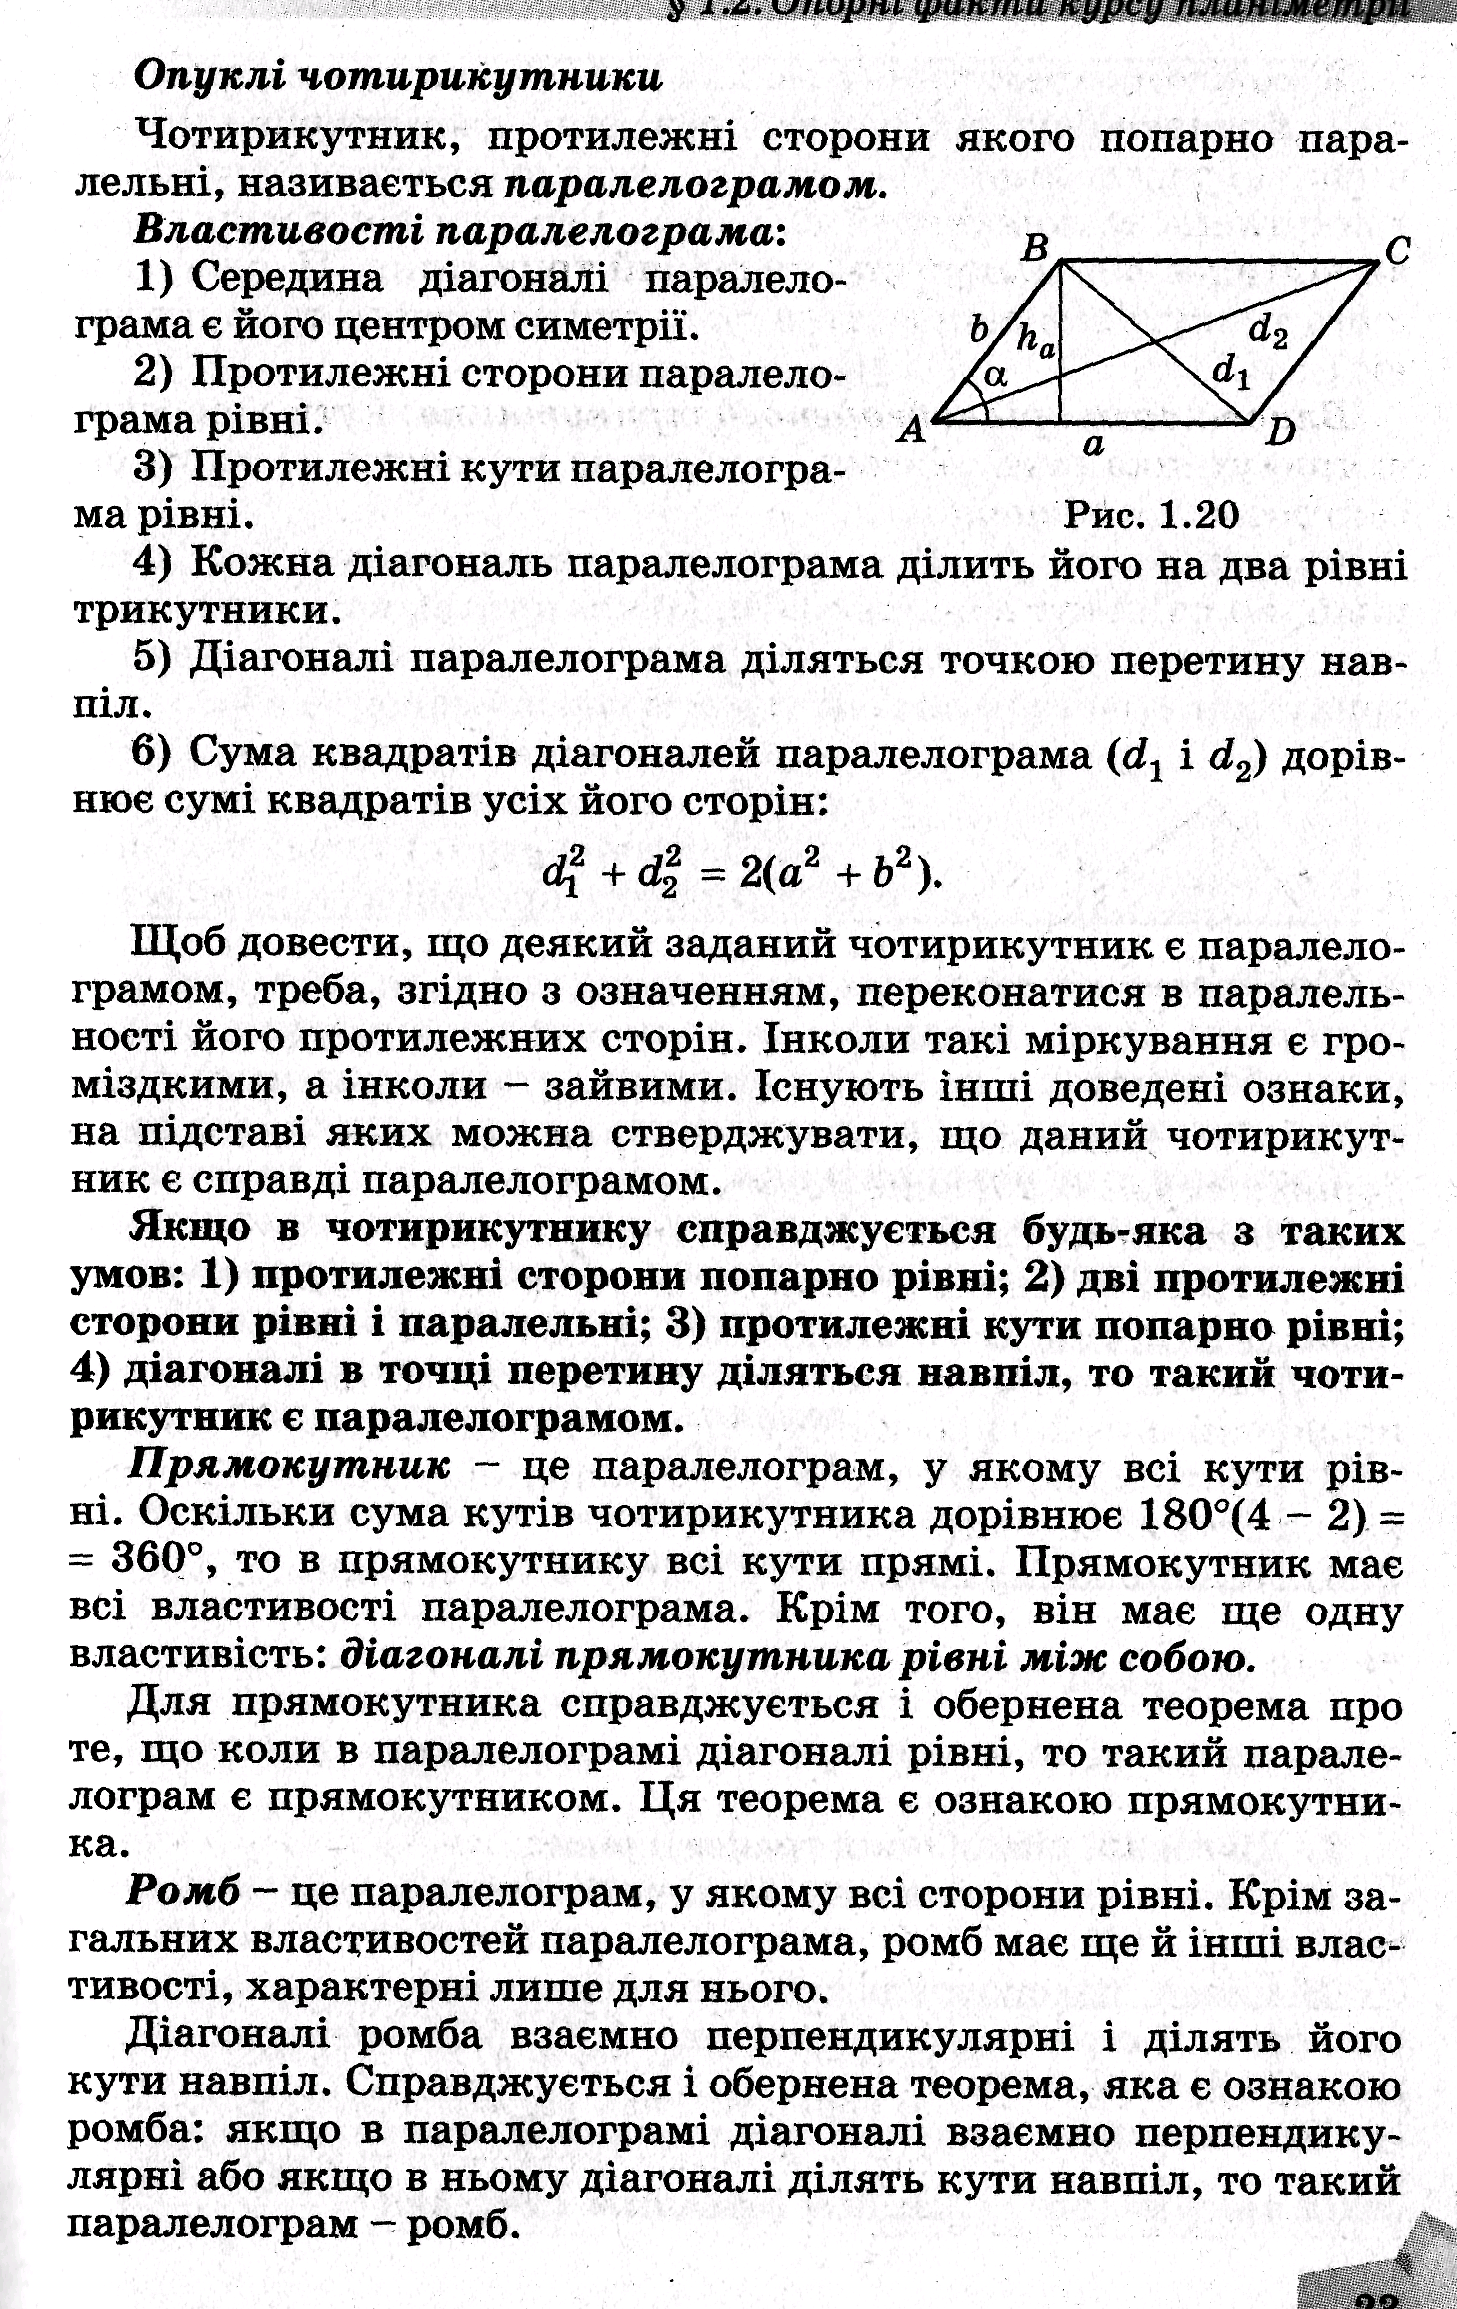 § 1.2. Опорні факти курсу планіметрії
Опуклі чотирикутники
Чотирикутник, протилежні сторони якого попарно пара-
лельні, називається паралелограмом.
Властивості паралелограма:
1) Середина діагоналі паралело-
грама є його центром симетрії.
2) Протилежні сторони паралело-
грама рівні.
3) Протилежні кути паралелогра-
ма рівні.
B
C
b
hₐ
d₂
α
d₁
A
a
D
Рис. 1.20
4) Кожна діагональ паралелограма ділить його на два рівні
трикутники.
5) Діагоналі паралелограма діляться точкою перетину нав-
піл.
6) Сума квадратів діагоналей паралелограма (d₁ і d₂) дорів-
нює сумі квадратів усіх його сторін:
d₁² + d₂² = 2(a² + b²).
Щоб довести, що деякий заданий чотирикутник є паралело-
грамом, треба, згідно з означенням, переконатися в паралель-
ності його протилежних сторін. Інколи такі міркування є гро-
міздкими, а інколи – зайвими. Існують інші доведені ознаки,
на підставі яких можна стверджувати, що даний чотирикут-
ник є справді паралелограмом.
Якщо в чотирикутнику справджується будь-яка з таких
умов: 1) протилежні сторони попарно рівні; 2) дві протилежні
сторони рівні і паралельні; 3) протилежні кути попарно рівні;
4) діагоналі в точці перетину діляться навпіл, то такий чоти-
рикутник є паралелограмом.
Прямокутник – це паралелограм, у якому всі кути рів-
ні. Оскільки сума кутів чотирикутника дорівнює 180°(4 – 2) =
= 360°, то в прямокутнику всі кути прямі. Прямокутник має
всі властивості паралелограма. Крім того, він має ще одну
властивість: діагоналі прямокутника рівні між собою.
Для прямокутника справджується і обернена теорема про
те, що коли в паралелограмі діагоналі рівні, то такий парале-
лограм є прямокутником. Ця теорема є ознакою прямокутни-
ка.
Ромб – це паралелограм, у якому всі сторони рівні. Крім за-
гальних властивостей паралелограма, ромб має ще й інші влас-
тивості, характерні лише для нього.
Діагоналі ромба взаємно перпендикулярні і ділять його
кути навпіл. Справджується і обернена теорема, яка є ознакою
ромба: якщо в паралелограмі діагоналі взаємно перпендику-
лярні або якщо в ньому діагоналі ділять кути навпіл, то такий
паралелограм – ромб.